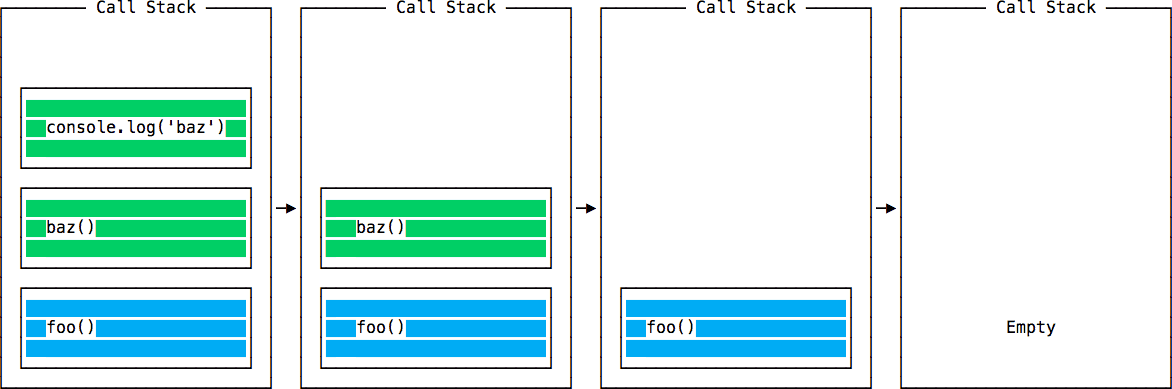 Call Stack
console.log('baz')
baz()
foo()
Call Stack
baz()
foo()
Call Stack
foo()
Call Stack
Empty